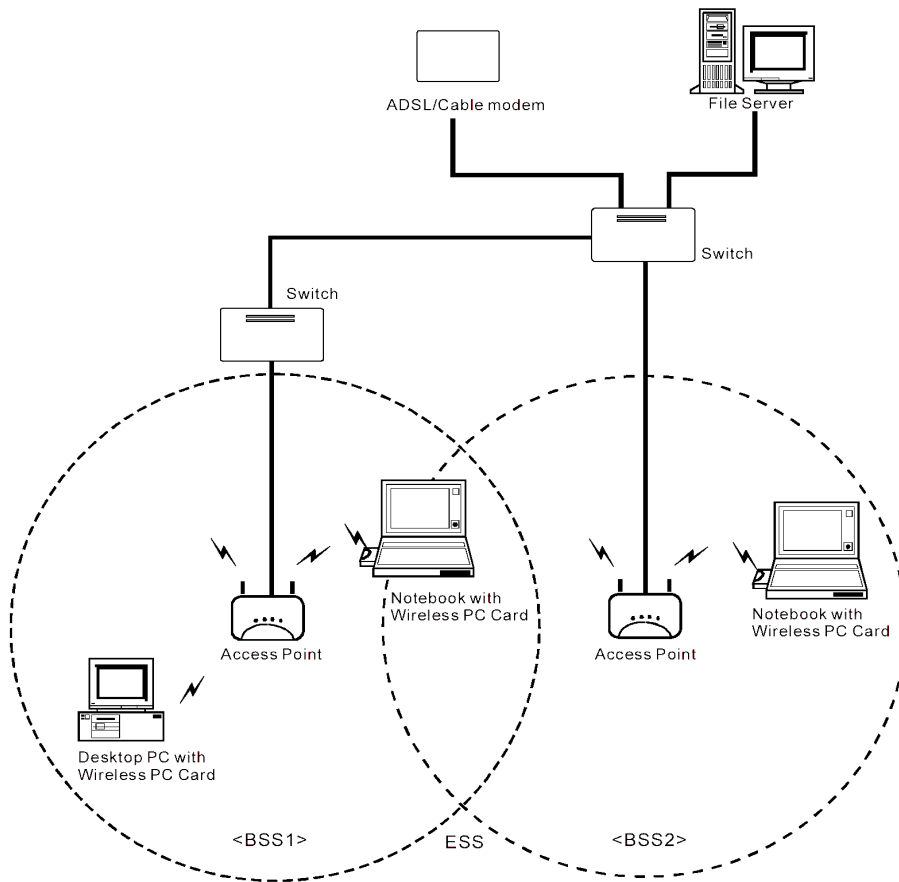 ADSL/Cable modem
File Server
Switch
Switch
Notebook with
Wireless PC Card
Notebook with
Wireless PC Card
Access Point
Access Point
Desktop PC with
Wireless PC Card
<BSS1>
ESS
<BSS2>